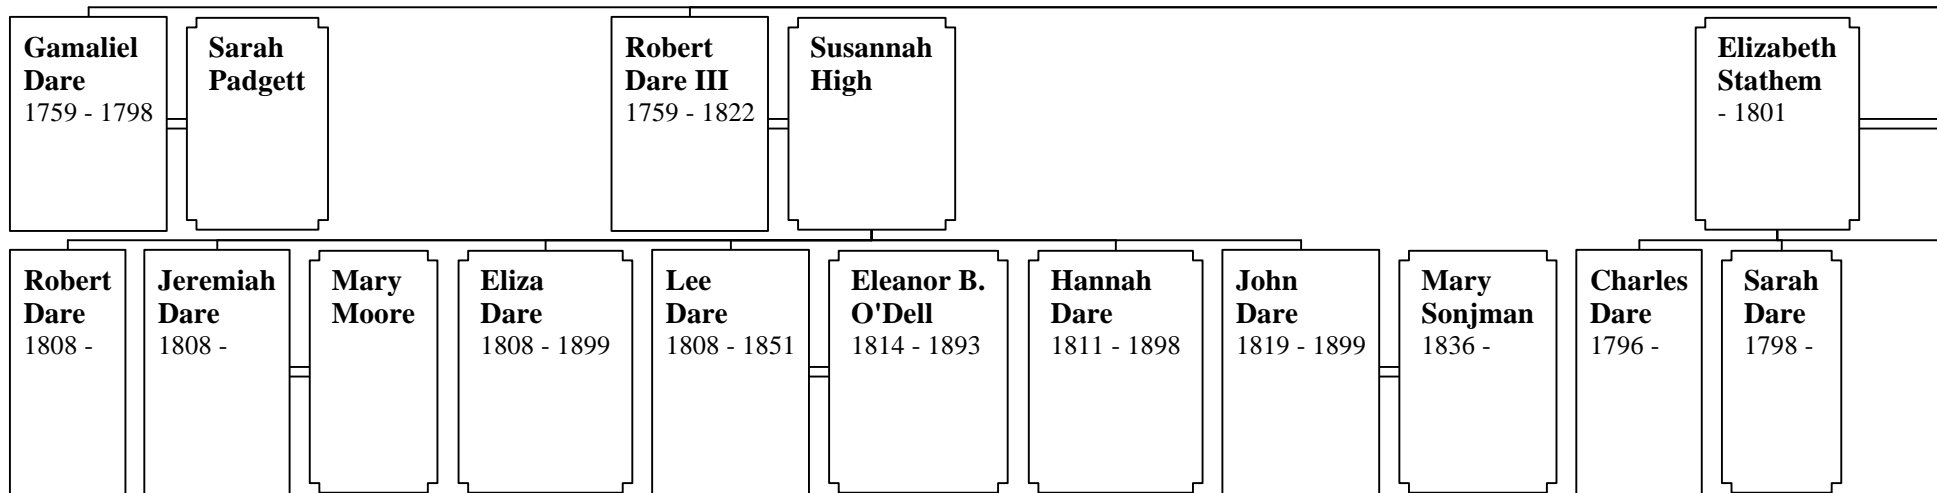 Gamaliel
Dare
1759 - 1798
Sarah
Padgett
Robert
Dare III
1759 - 1822
Susannah
High
Elizabeth
Stathem
- 1801
Robert
Dare
1808 -
Jeremiah
Dare
1808 -
Mary
Moore
Eliza
Dare
1808 - 1899
Lee
Dare
1808 - 1851
Eleanor B.
O'Dell
1814 - 1893
Hannah
Dare
1811 - 1898
John
Dare
1819 - 1899
Mary
Sonjman
1836 -
Charles
Dare
1796 -
Sarah
Dare
1798 -